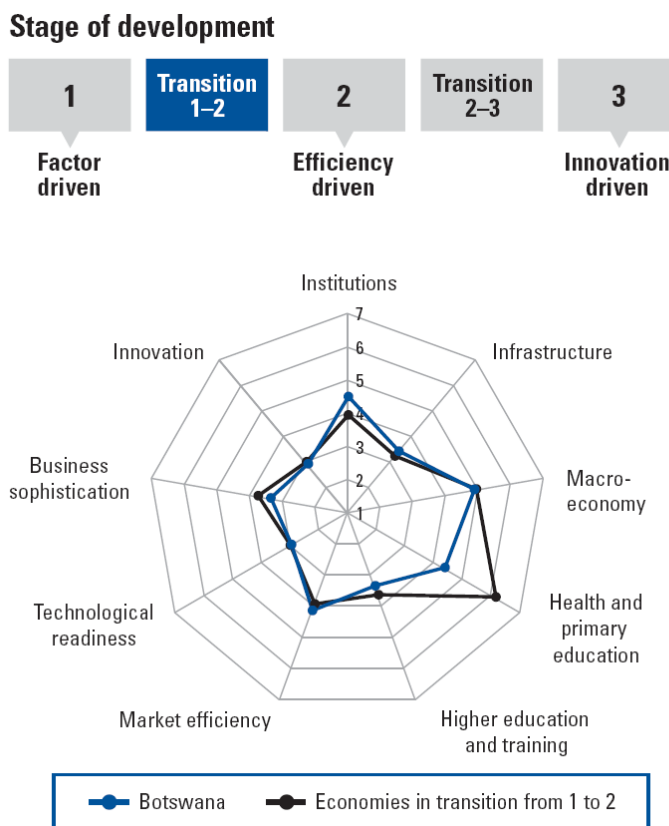 Stage of development
1
Transition
1–2
2
Transition
2–3
3
Factor
driven
Efficiency
driven
Innovation
driven
Institutions
7
6
5
4
3
2
1
Innovation
Infrastructure
Business
sophistication
Macro-
economy
Technological
readiness
Health and
primary
education
Market efficiency
Higher education
and training
Botswana
Economies in transition from 1 to 2